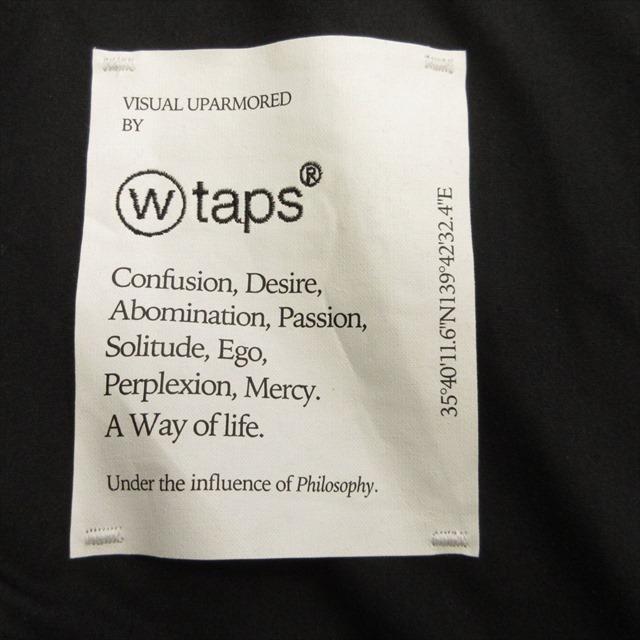 VISUAL UPARMORED
BY
Wtaps®
Confusion, Desire,
Abomination, Passion,
Solitude, Ego,
Perplexion, Mercy.
A Way of life.
Under the influence of Philosophy.
35°40'11.6"N139°42'32.4"E